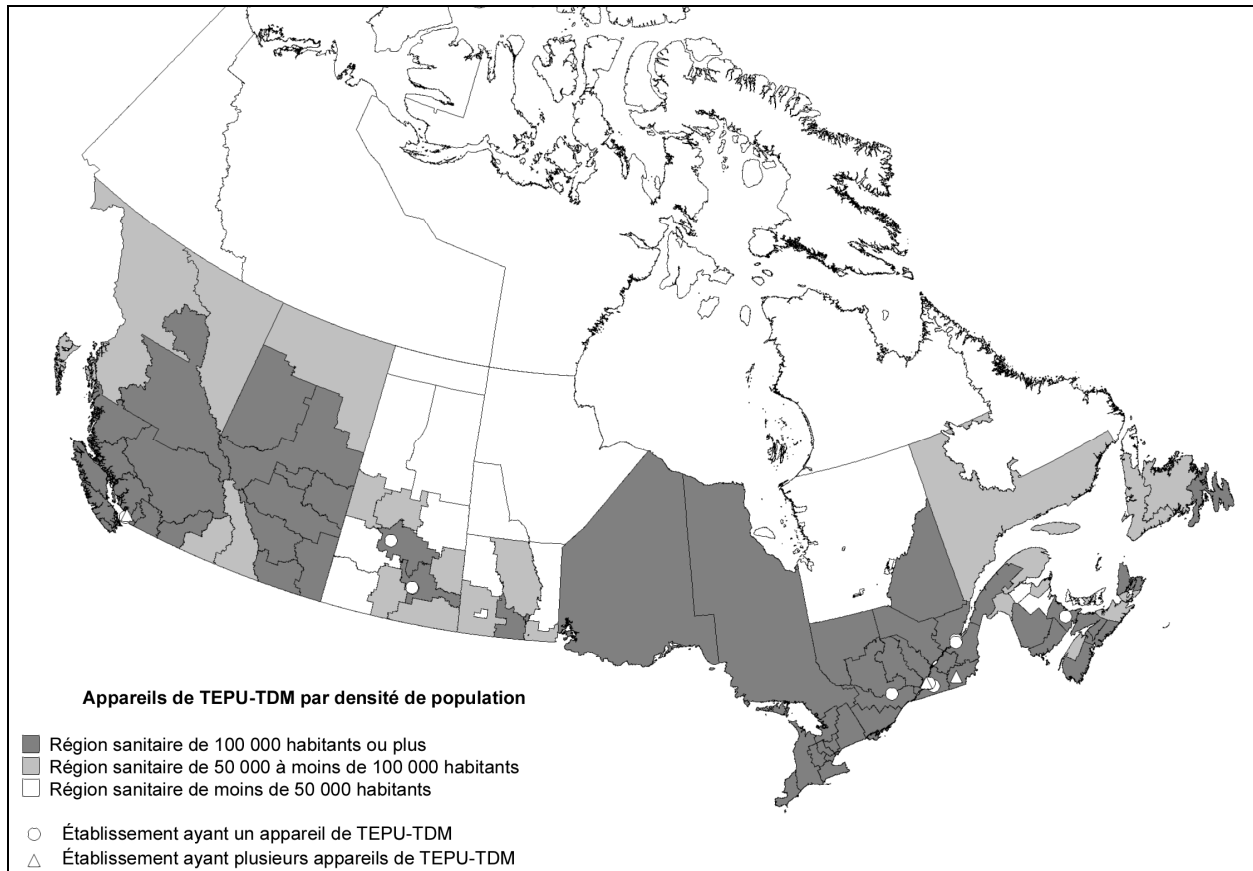 Appareils de TEPU-TDM par densité de population
Région sanitaire de 100 000 habitants ou plus
Région sanitaire de 50 000 à moins de 100 000 habitants
Région sanitaire de moins de 50 000 habitants
Établissement ayant un appareil de TEPU-TDM
Établissement ayant plusieurs appareils de TEPU-TDM